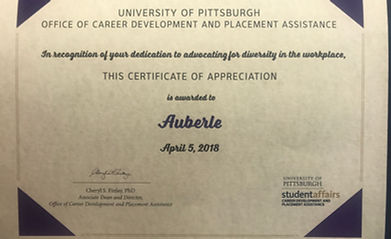 UNIVERSITY OF PITTSBURGH
OFFICE OF CAREER DEVELOPMENT AND PLACEMENT ASSISTANCE
In recognition of your dedication to advocating for diversity in the workplace,
THIS CERTIFICATE OF APPRECIATION
is awarded to
Auberle
April 5, 2018
Cheryl S. Finlay, PhD
Associate Dean and Director,
Office of Career Development and Placement Assistance
UNIVERSITY OF
PITTSBURGH
studentaffairs
CAREER DEVELOPMENT AND
PLACEMENT ASSISTANCE